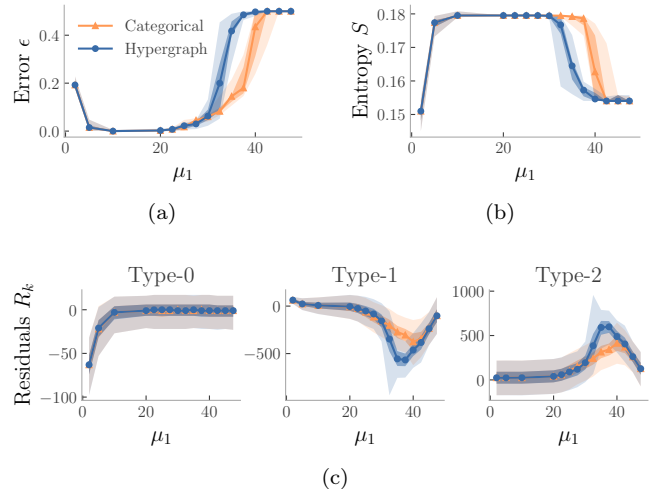 Error ϵ
0.4
0.2
0.0
Categorical
Hypergraph
0 20 40
μ₁
(a)
Entropy S
0.18
0.17
0.16
0.15
0 20 40
μ₁
(b)
Residuals Rₖ
Type-0
0
−50
−100
0 20 40
μ₁
Type-1
0
−500
0 20 40
μ₁
Type-2
1000
500
0
0 20 40
μ₁
(c)